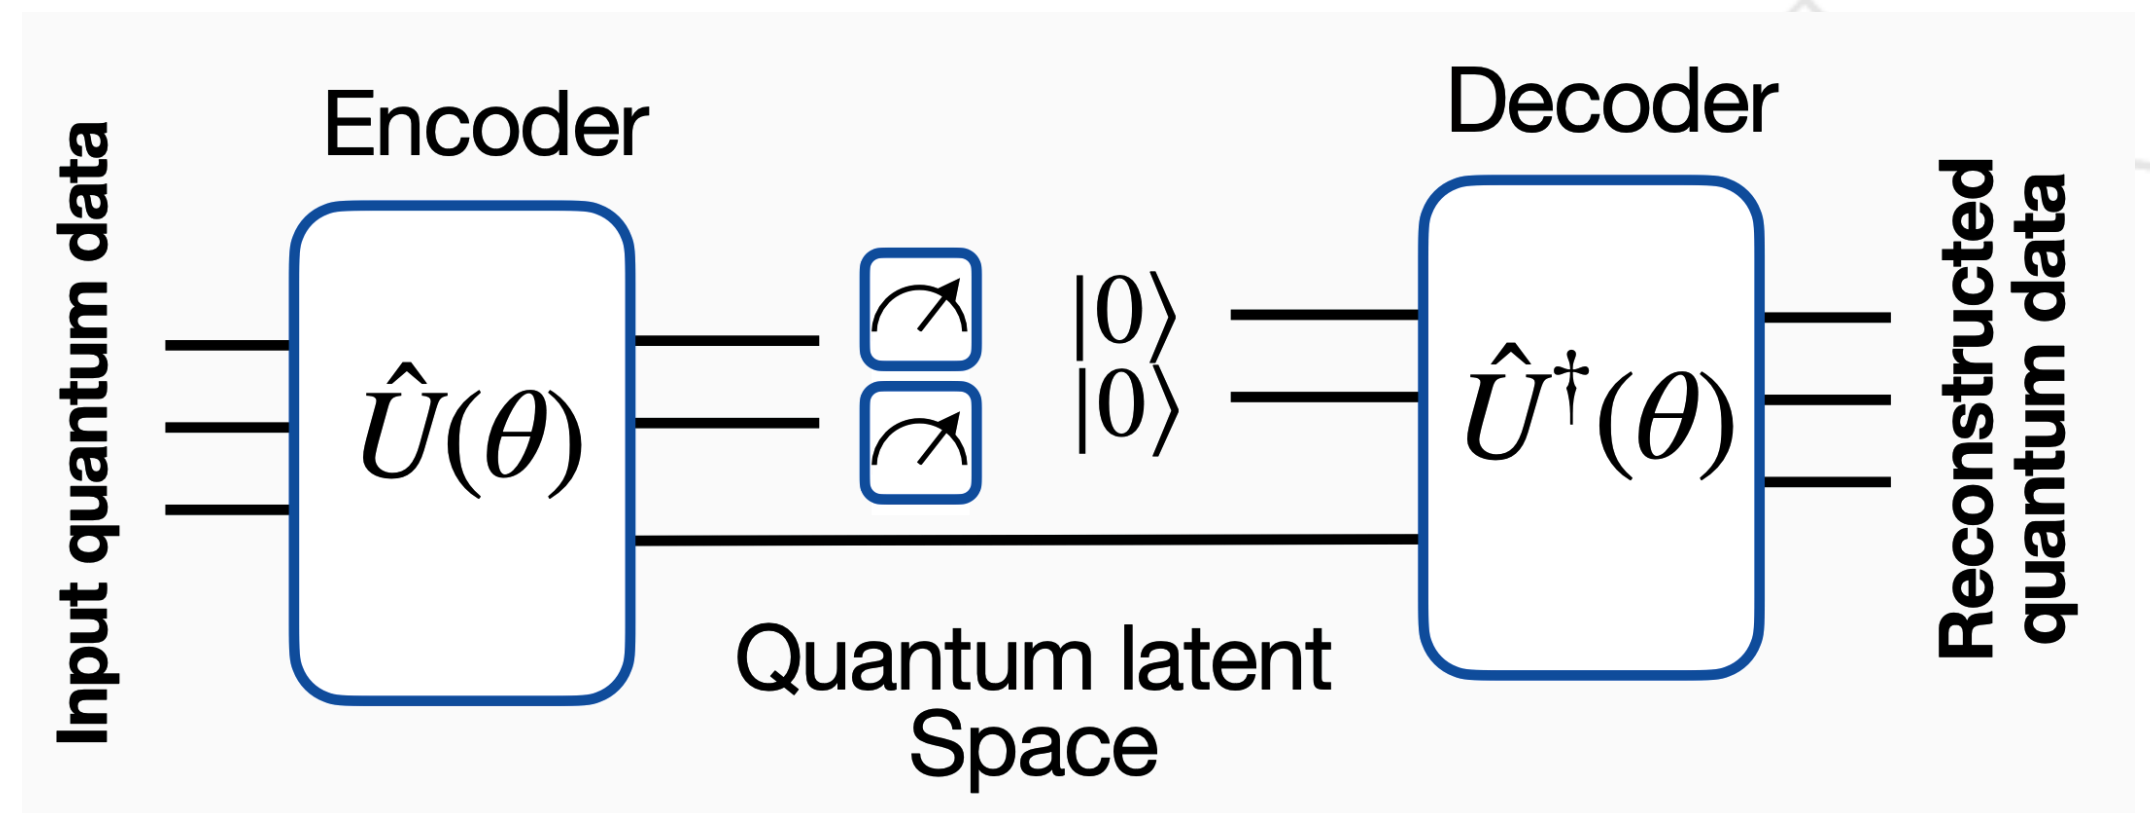 Input quantum data
Encoder
Û(θ)
|0⟩
|0⟩
Quantum latent
Space
Decoder
Û†(θ)
Reconstructed
quantum data